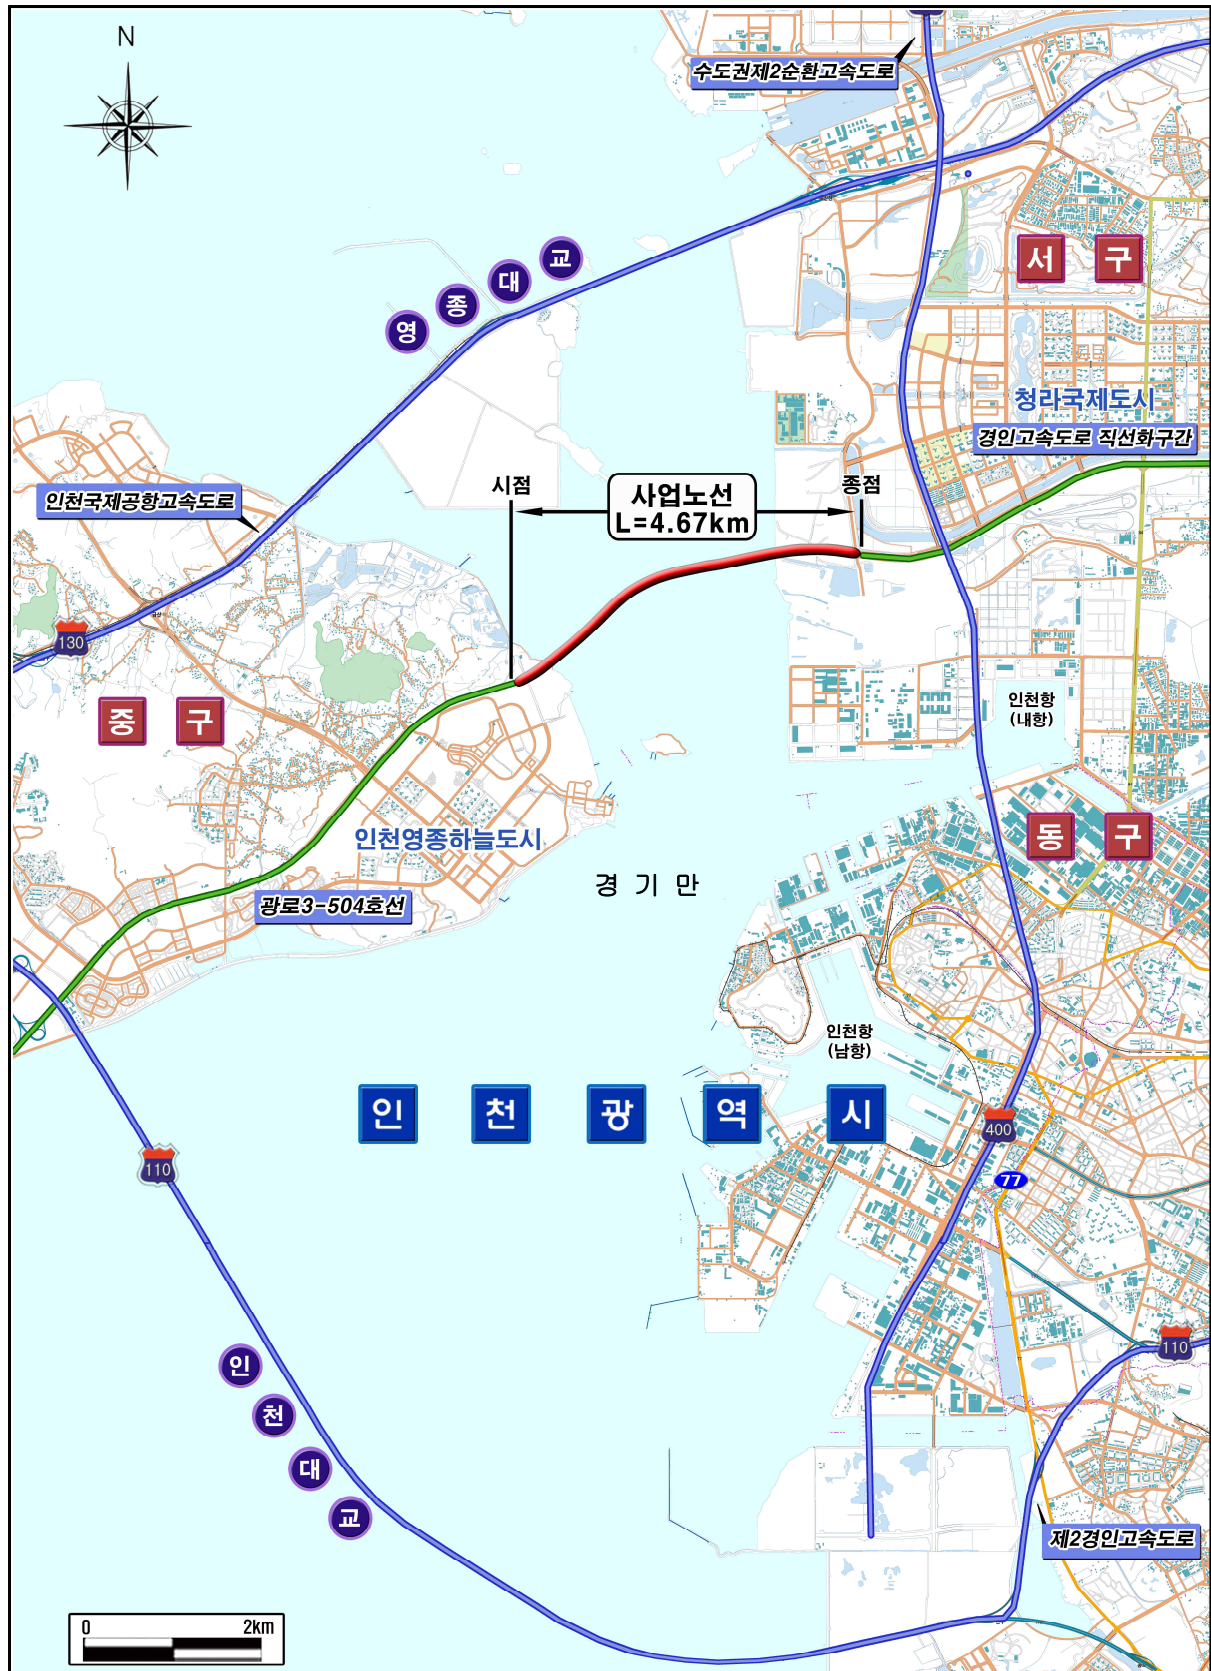 N
수도권제2순환고속도로
영종대교
서구
청라국제도시
경인고속도로 직선화구간
시점
사업노선
L=4.67km
종점
인천국제공항고속도로
130
중구
인천항
(내항)
동구
인천영종하늘도시
경기만
광로3-504호선
인천항
(남항)
인천광역시
400
77
110
110
인천대교
제2경인고속도로
0 2km